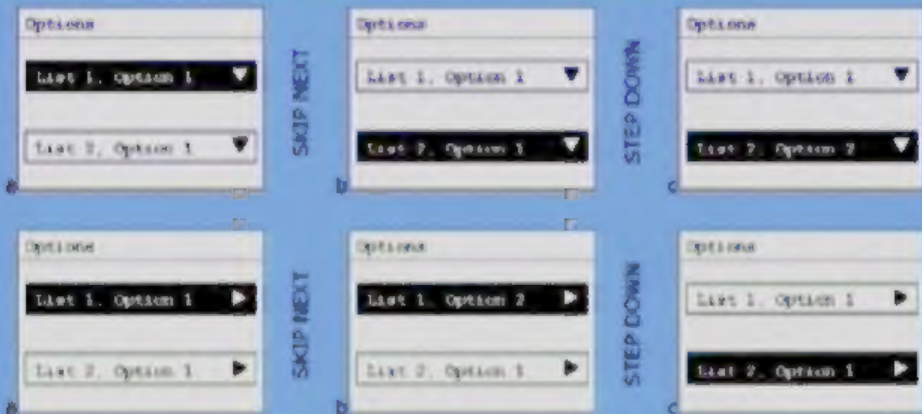 Options
List 1, Option 1
List 2, Option 1
SKIP NEXT
Options
List 1, Option 1
List 2, Option 1
STEP DOWN
Options
List 1, Option 1
List 2, Option 2
Options
List 1, Option 1
List 2, Option 1
SKIP NEXT
Options
List 1, Option 2
List 2, Option 1
STEP DOWN
Options
List 1, Option 1
List 2, Option 1